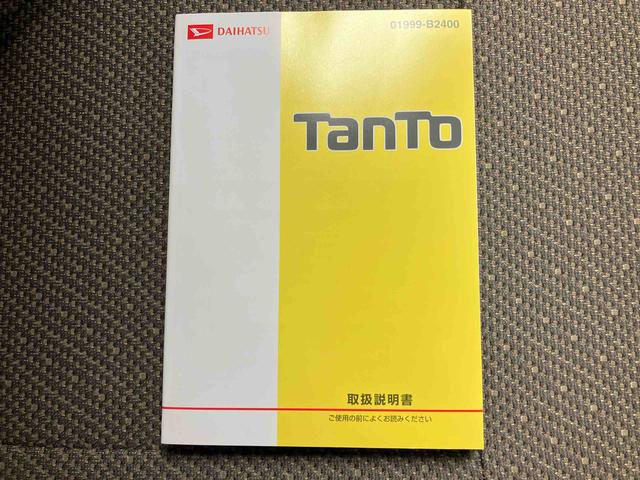 DAIHATSU
01999-B2400
TanTo
取扱説明書
ご使用の前によくお読みください